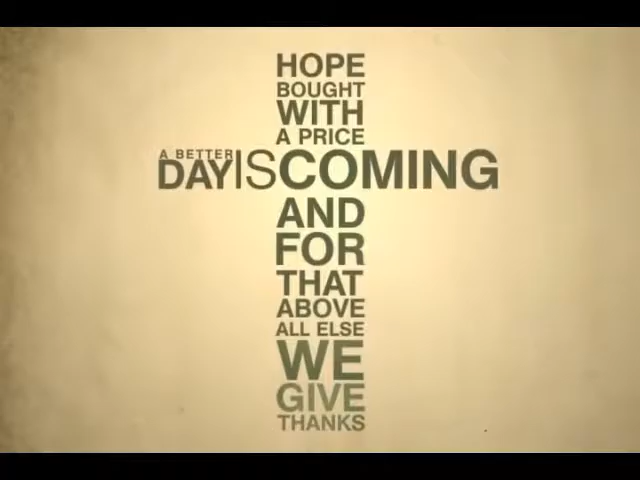 HOPE
BOUGHT
WITH
A PRICE
A BETTER
DAY IS COMING
AND
FOR
THAT
ABOVE
ALL ELSE
WE
GIVE
THANKS